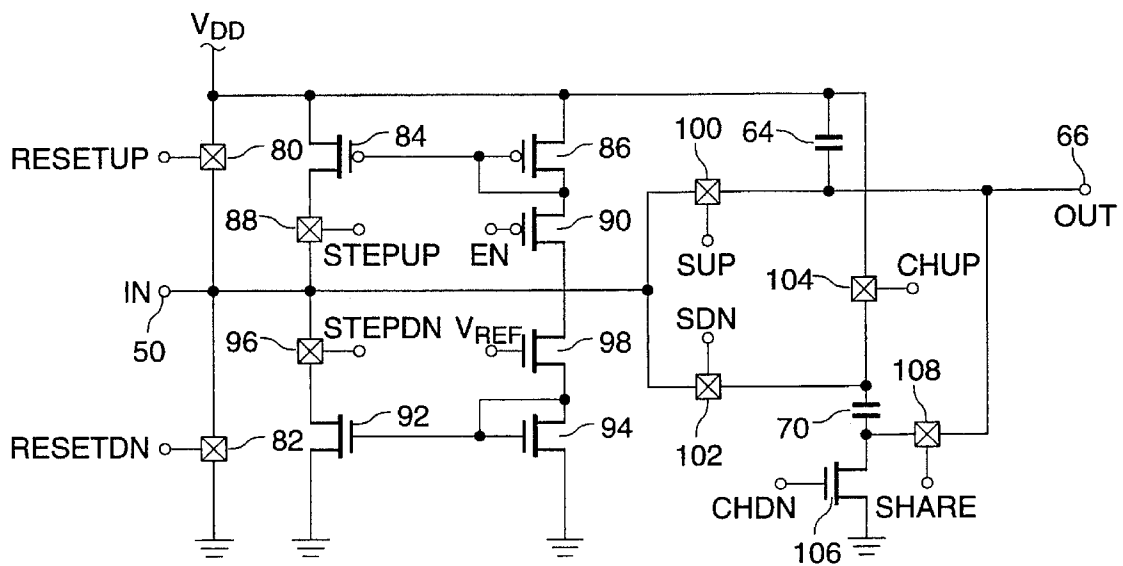 VDD
RESETUP
80
84
86
100
64
66
OUT
88
STEPUP
EN
90
SUP
104
CHUP
IN
50
SDN
96
STEPDN
VREF
98
108
RESETDN
82
92
94
102
70
CHDN
106
SHARE